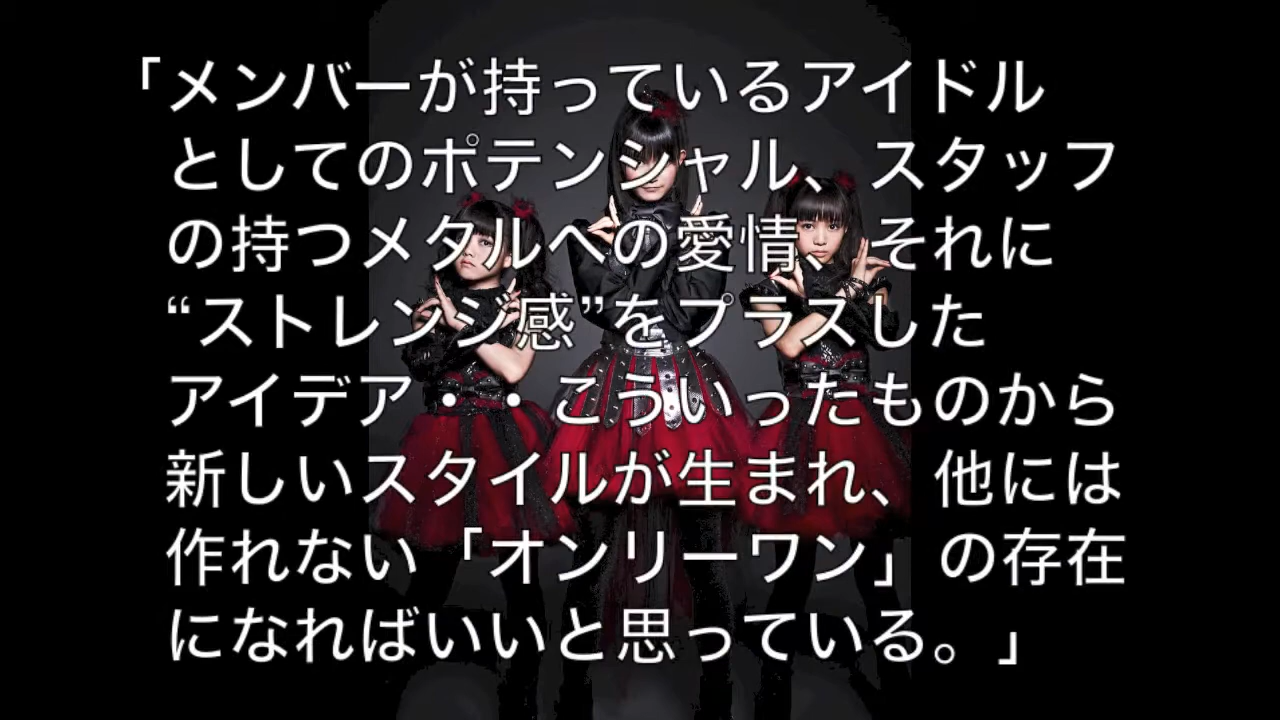 「メンバーが持っているアイドル
としてのポテンシャル、スタッフ
の持つメタルへの愛情、それに
“ストレンジ感”をプラスした
アイデア・・こういったものから
新しいスタイルが生まれ、他には
作れない「オンリーワン」の存在
になればいいと思っている。」